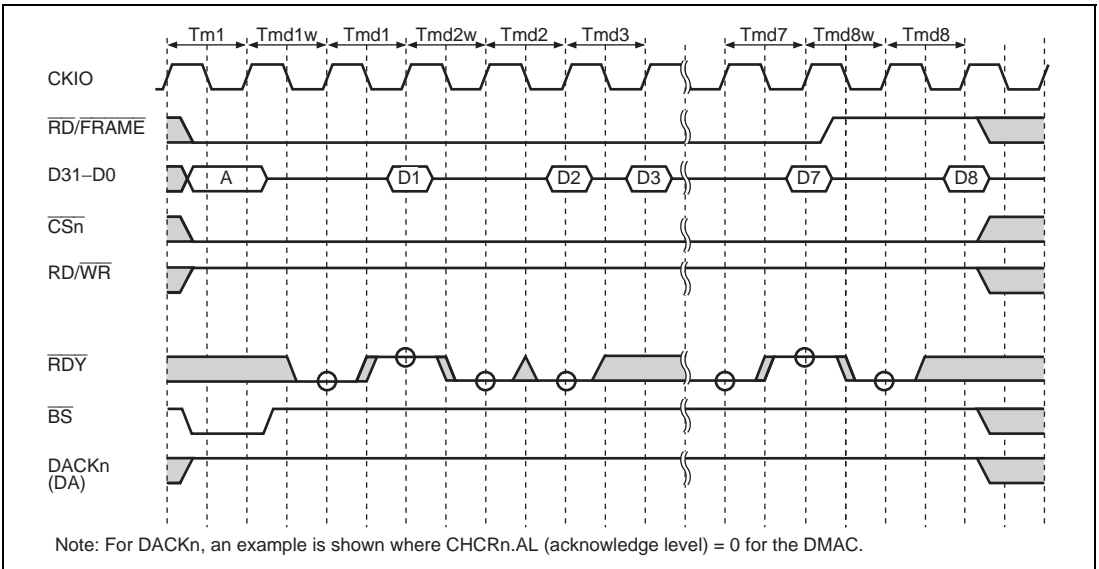 Tm1 Tmd1w Tmd1 Tmd2w Tmd2 Tmd3 Tmd7 Tmd8w Tmd8
CKIO
RD/FRAME
D31–D0 A D1 D2 D3 D7 D8
CSn
RD/WR
RDY
BS
DACKn
(DA)
Note: For DACKn, an example is shown where CHCRn.AL (acknowledge level) = 0 for the DMAC.